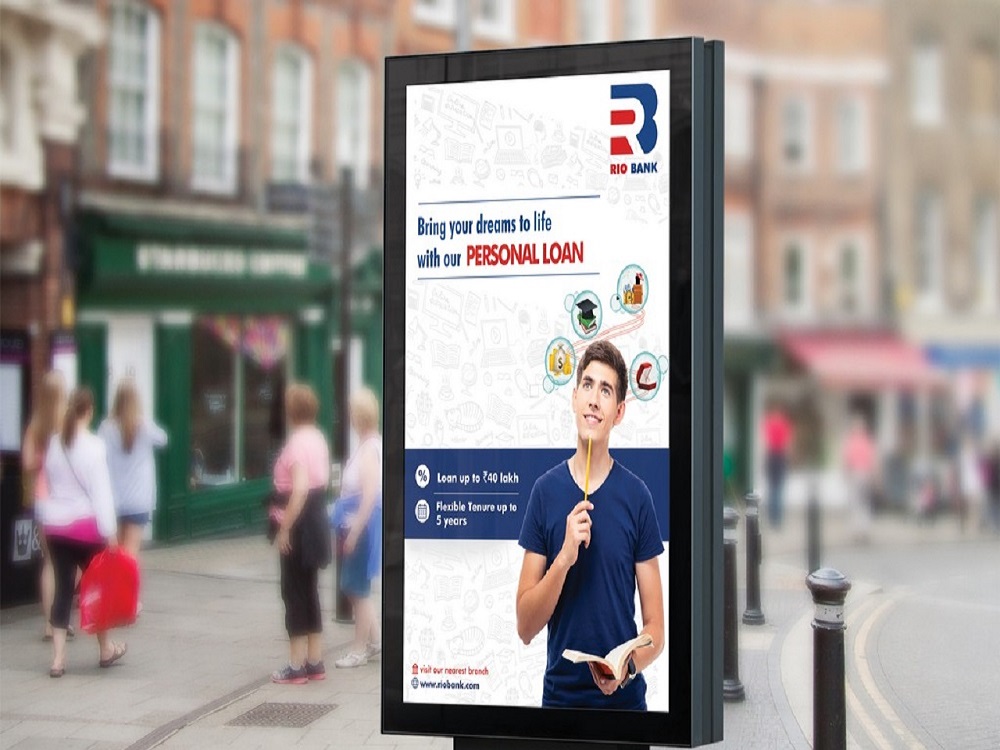 RIO BANK
Bring your dreams to life
with our PERSONAL LOAN
Loan up to ₹40 lakh
Flexible Tenure up to
5 years
visit our nearest branch
www.riobank.com